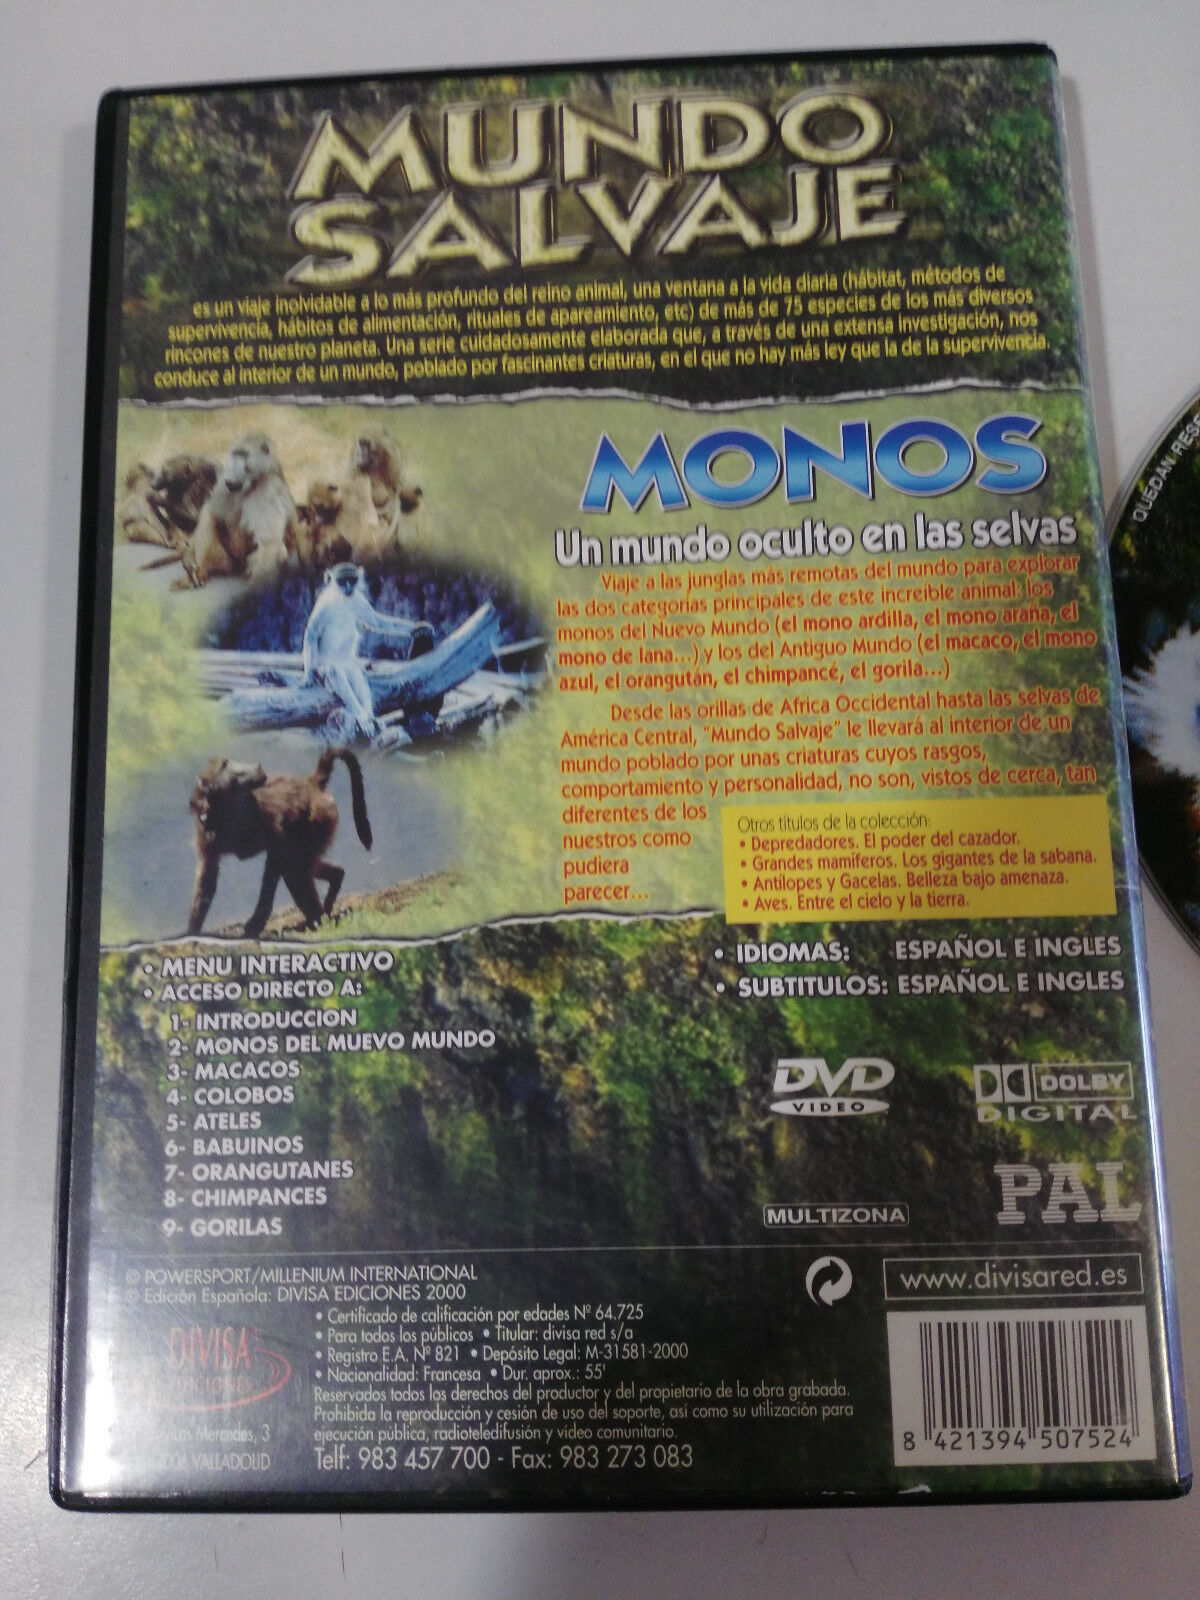 MUNDO
SALVAJE
es un viaje inolvidable a lo más profundo del reino animal, una ventana a la vida diaria (hábitat, métodos de
supervivencia, hábitos de alimentación, rituales de apareamiento, etc) de más de 75 especies de los más diversos
rincones de nuestro planeta. Una serie cuidadosamente elaborada que, a través de una extensa investigación, nos
conduce al interior de un mundo, poblado por fascinantes criaturas, en el que no hay más ley que la de la supervivencia.
MONOS
Un mundo oculto en las selvas
Viaje a las junglas más remotas del mundo para explorar
las dos categorías principales de este increíble animal: los
monos del Nuevo Mundo (el mono ardilla, el mono araña, el
mono de lana...) y los del Antiguo Mundo (el macaco, el mono
azul, el orangután, el chimpancé, el gorila...)
Desde las orillas de Africa Occidental hasta las selvas de
América Central, "Mundo Salvaje" le llevará al interior de un
mundo poblado por unas criaturas cuyos rasgos,
comportamiento y personalidad, no son, vistos de cerca, tan
diferentes de los
nuestros como
pudiera
parecer...
Otros títulos de la colección:
• Depredadores. El poder del cazador.
• Grandes mamíferos. Los gigantes de la sabana.
• Antílopes y Gacelas. Belleza bajo amenaza.
• Aves. Entre el cielo y la tierra.
• MENU INTERACTIVO
• ACCESO DIRECTO A:
1- INTRODUCCION
2- MONOS DEL MUEVO MUNDO
3- MACACOS
4- COLOBOS
5- ATELES
6- BABUINOS
7- ORANGUTANES
8- CHIMPANCES
9- GORILAS
• IDIOMAS: ESPAÑOL E INGLES
• SUBTITULOS: ESPAÑOL E INGLES
DVD
VIDEO
DOLBY
DIGITAL
MULTIZONA
PAL
© POWERSPORT/MILLENIUM INTERNATIONAL
© Edición Española: DIVISA EDICIONES 2000
• Certificado de calificación por edades Nº 64.725
• Para todos los públicos • Titular: divisa red s/a
• Registro E.A. Nº 821 • Depósito Legal: M-31581-2000
• Nacionalidad: Francesa • Dur. aprox.: 55'
Reservados todos los derechos del productor y del propietario de la obra grabada.
Prohibida la reproducción y cesión de uso del soporte, así como su utilización para
ejecución pública, radioteledifusión y vídeo comunitario.
Telf: 983 457 700 - Fax: 983 273 083
DIVISA
EDICIONES
Mercedes, 3
VALLADOLID
www.divisared.es
8 421394 507524
QUEDAN RESE